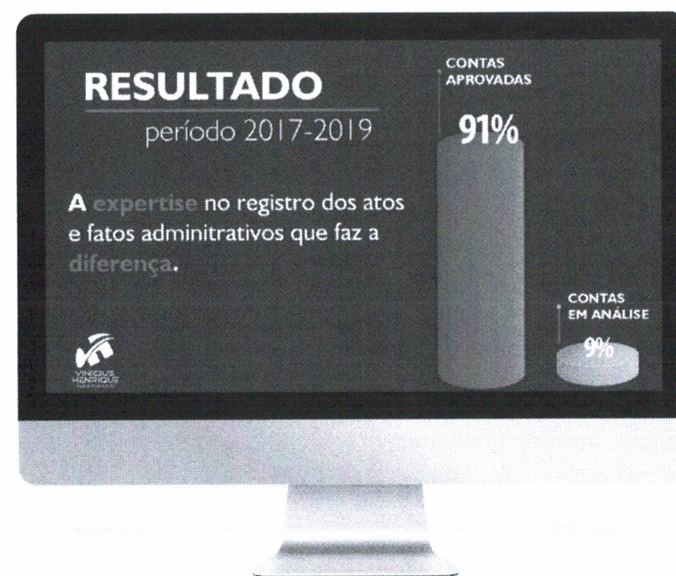 RESULTADO
período 2017-2019
A expertise no registro dos atos
e fatos adminitrativos que faz a
diferença.
CONTAS
APROVADAS
91%
CONTAS
EM ANÁLISE
9%
VINICIUS
HENRIQUE